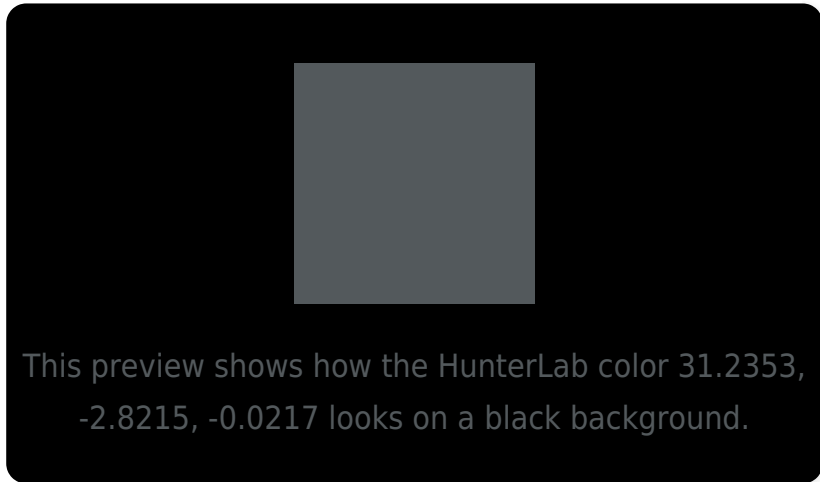 This preview shows how the HunterLab color 31.2353,
-2.8215, -0.0217 looks on a black background.